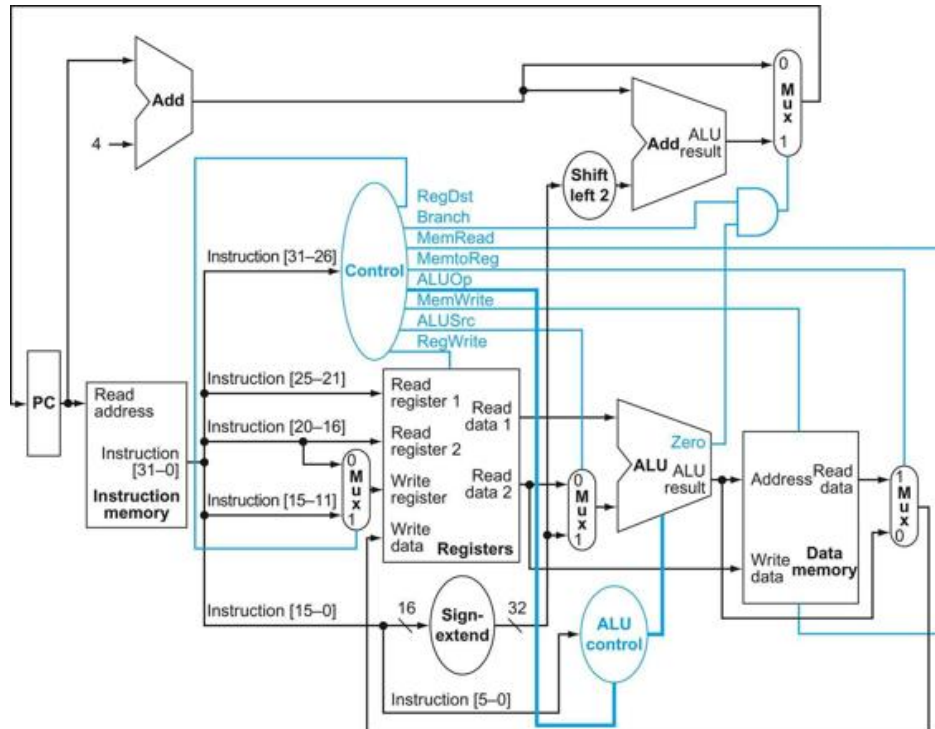 Add
4
0
Mux
1
Add
ALU
result
Shift
left 2
RegDst
Branch
MemRead
MemtoReg
ALUOp
MemWrite
ALUSrc
RegWrite
Control
Instruction [31–26]
PC
Read
address
Instruction
[31–0]
Instruction
memory
Instruction [25–21]
Instruction [20–16]
Instruction [15–11]
0
Mux
1
Read
register 1
Read
register 2
Write
register
Write
data
Read
data 1
Read
data 2
Registers
0
Mux
1
Zero
ALU
ALU
result
Address
Read
data
Write
data
Data
memory
1
Mux
0
Instruction [15–0]
16
Sign-
extend
32
ALU
control
Instruction [5–0]